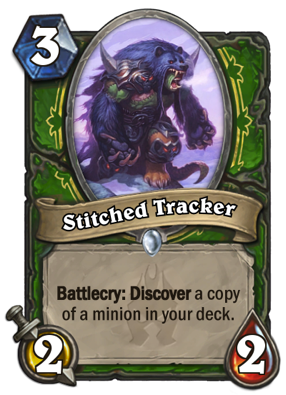 3
Stitched Tracker
Battlecry: Discover a copy
of a minion in your deck.
2
2